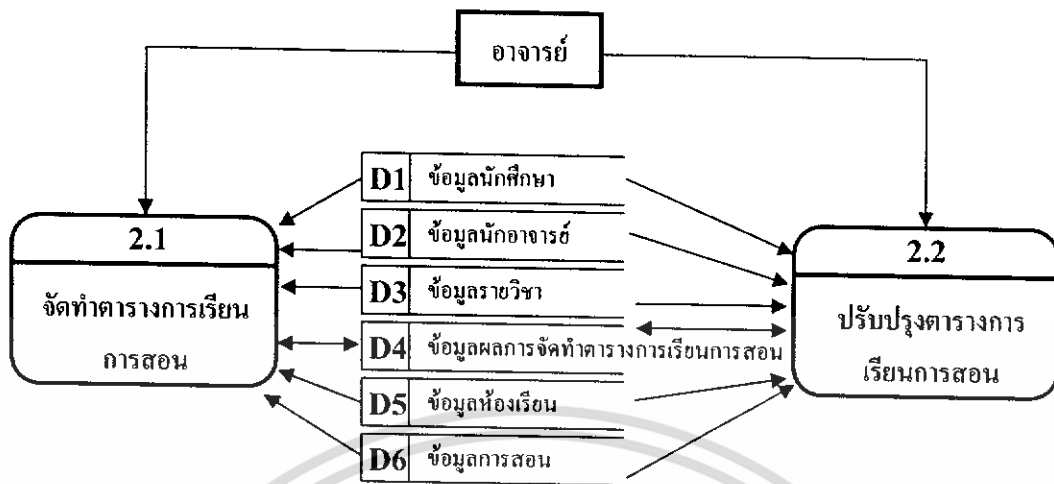 อาจารย์
D1 ข้อมูลนักศึกษา
D2 ข้อมูลนักอาจารย์
D3 ข้อมูลรายวิชา
D4 ข้อมูลผลการจัดทำตารางการเรียนการสอน
D5 ข้อมูลห้องเรียน
D6 ข้อมูลการสอน
2.1
จัดทำตารางการเรียน
การสอน
2.2
ปรับปรุงตารางการ
เรียนการสอน